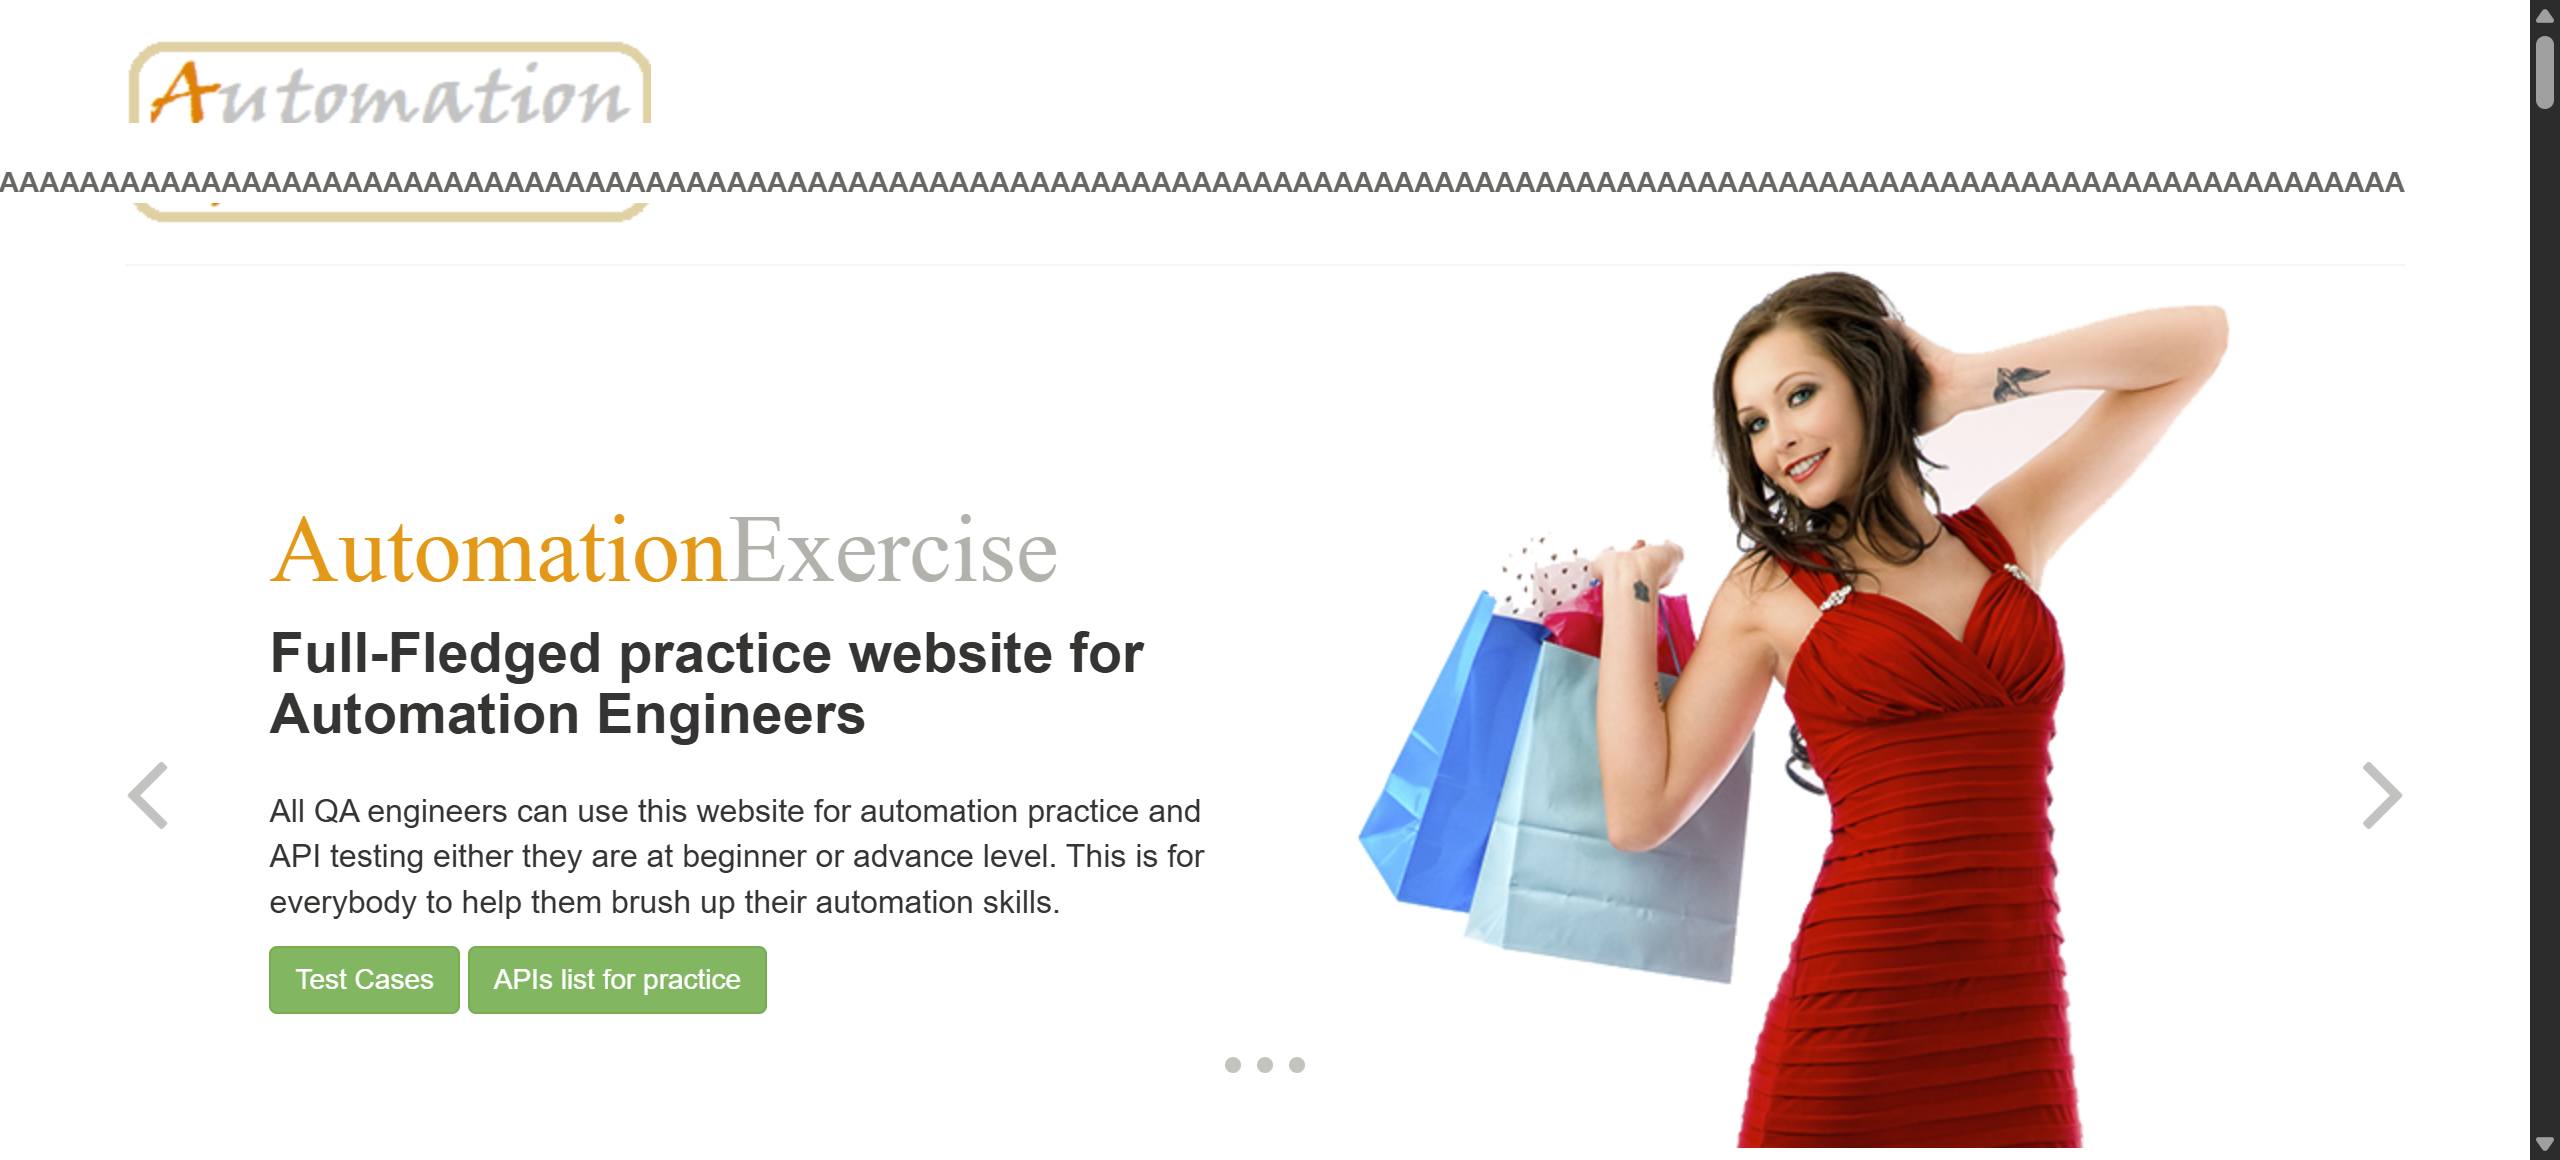 Automation
AAAAAAAAAAAAAAAAAAAAAAAAAAAAAAAAAAAAAAAAAAAAAAAAAAAAAAAAAAAAAAAAAAAAAAAAAAAAAAAAAAAAAAAAAAAAAAAAAAAAAAAAAAAAAAAAAAAAAAA
AutomationExercise
Full-Fledged practice website for
Automation Engineers
All QA engineers can use this website for automation practice and
API testing either they are at beginner or advance level. This is for
everybody to help them brush up their automation skills.
Test Cases APIs list for practice